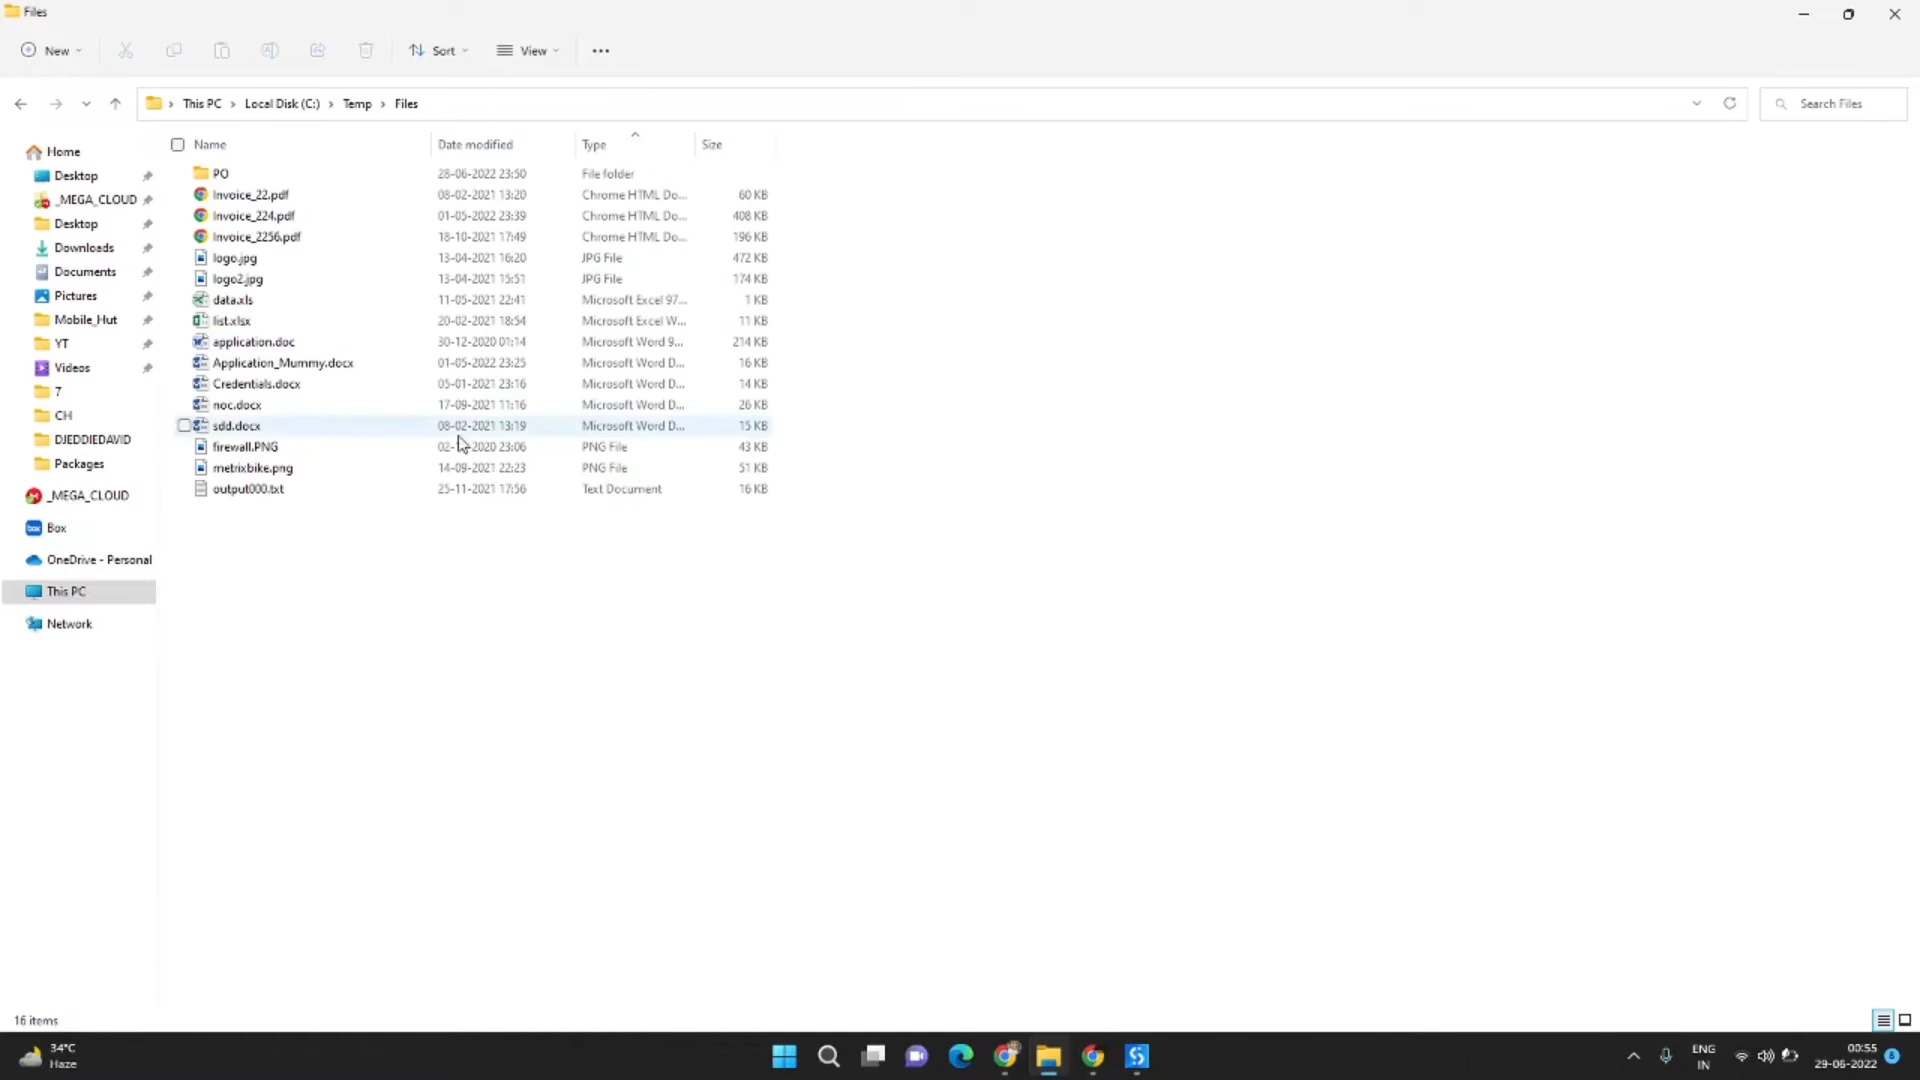 Files
New
Sort
View
This PC > Local Disk (C:) > Temp > Files
Search Files
Name Date modified Type Size
PO 28-06-2022 23:50 File folder
Invoice_22.pdf 08-02-2021 13:20 Chrome HTML Do... 60 KB
Invoice_224.pdf 01-05-2022 23:39 Chrome HTML Do... 408 KB
Invoice_2256.pdf 18-10-2021 17:49 Chrome HTML Do... 196 KB
logo.jpg 13-04-2021 16:20 JPG File 472 KB
logo2.jpg 13-04-2021 15:51 JPG File 174 KB
data.xls 11-05-2021 22:41 Microsoft Excel 97... 1 KB
list.xlsx 20-02-2021 18:54 Microsoft Excel W... 11 KB
application.doc 30-12-2020 01:14 Microsoft Word 9... 214 KB
Application_Mummy.docx 01-05-2022 23:25 Microsoft Word D... 16 KB
Credentials.docx 05-01-2021 23:16 Microsoft Word D... 14 KB
noc.docx 17-09-2021 11:16 Microsoft Word D... 26 KB
sdd.docx 08-02-2021 13:19 Microsoft Word D... 15 KB
firewall.PNG 2020 23:06 PNG File 43 KB
metrixbike.png 14-09-2021 22:23 PNG File 51 KB
output000.txt 25-11-2021 17:56 Text Document 16 KB
Home
Desktop
_MEGA_CLOUD
Desktop
Downloads
Documents
Pictures
Mobile_Hut
YT
Videos
7
CH
DJEDDIEDAVID
Packages
_MEGA_CLOUD
box Box
OneDrive - Personal
This PC
Network
16 items
34°C
Haze
ENG
IN
00:55
29-06-2022
8